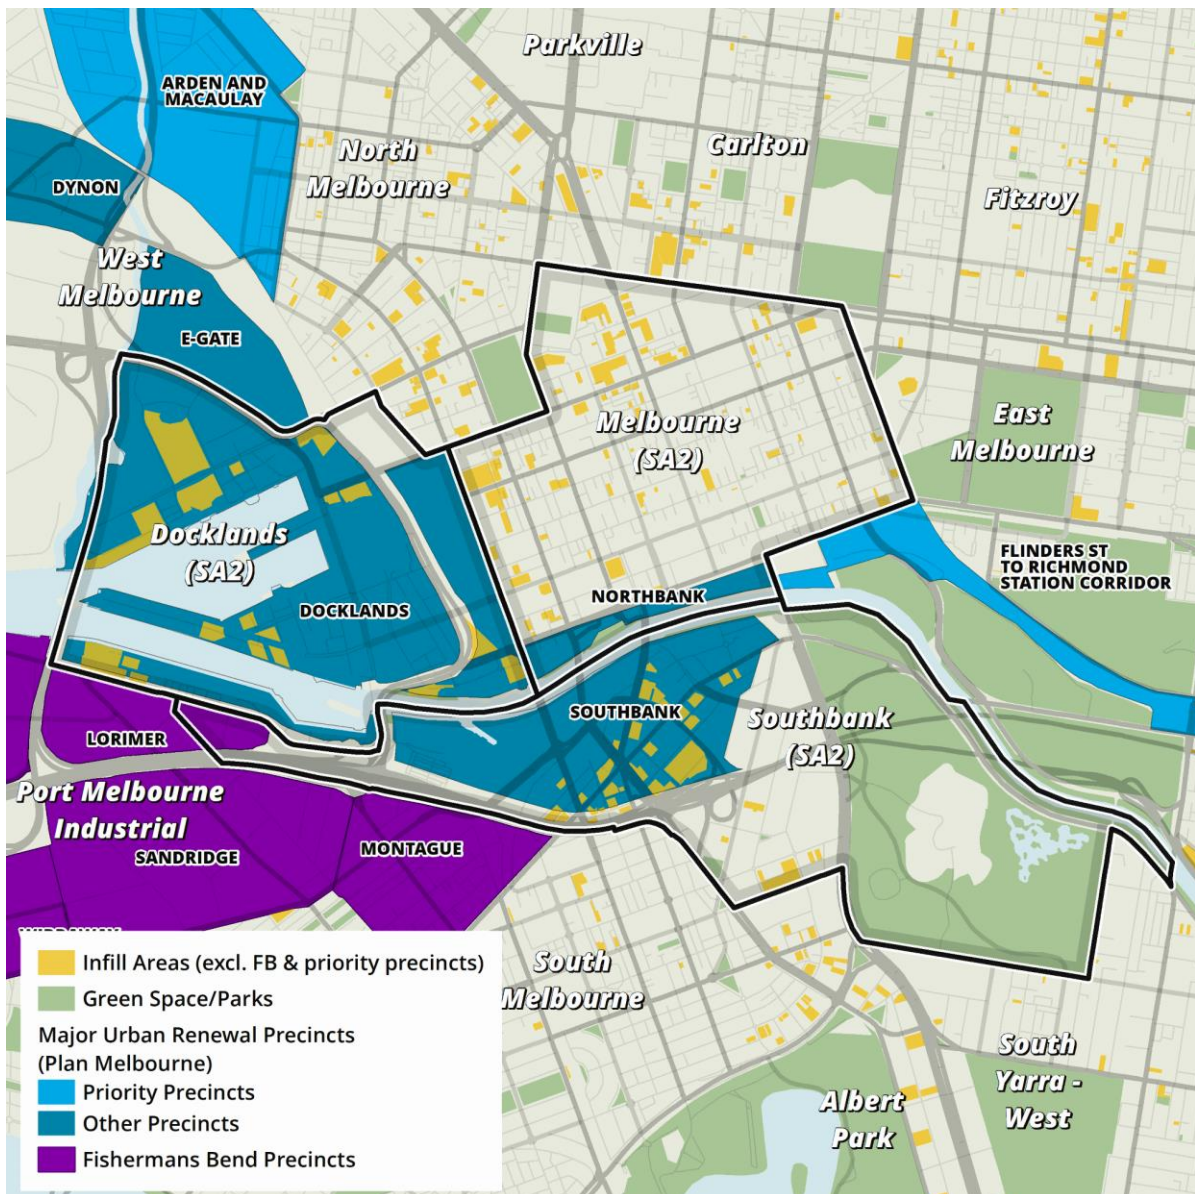 Parkville
ARDEN AND
MACAULAY
Carlton
North
Melbourne
DYNON
Fitzroy
West
Melbourne
E-GATE
Melbourne
(SA2)
East
Melbourne
Docklands
(SA2)
FLINDERS ST
TO RICHMOND
STATION CORRIDOR
NORTHBANK
DOCKLANDS
SOUTHBANK
Southbank
(SA2)
LORIMER
Port Melbourne
Industrial
SANDRIDGE
MONTAGUE
South
Melbourne
South
Yarra -
West
Albert
Park
Infill Areas (excl. FB & priority precincts)
Green Space/Parks
Major Urban Renewal Precincts
(Plan Melbourne)
Priority Precincts
Other Precincts
Fishermans Bend Precincts